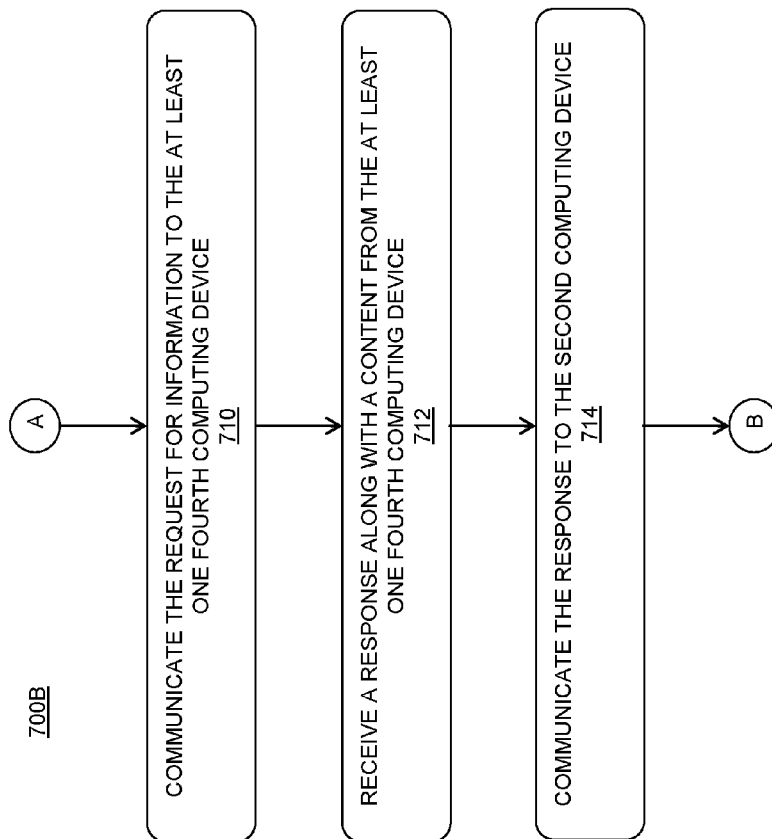 700B
A
COMMUNICATE THE REQUEST FOR INFORMATION TO THE AT LEAST
ONE FOURTH COMPUTING DEVICE
710
RECEIVE A RESPONSE ALONG WITH A CONTENT FROM THE AT LEAST
ONE FOURTH COMPUTING DEVICE
712
COMMUNICATE THE RESPONSE TO THE SECOND COMPUTING DEVICE
714
B